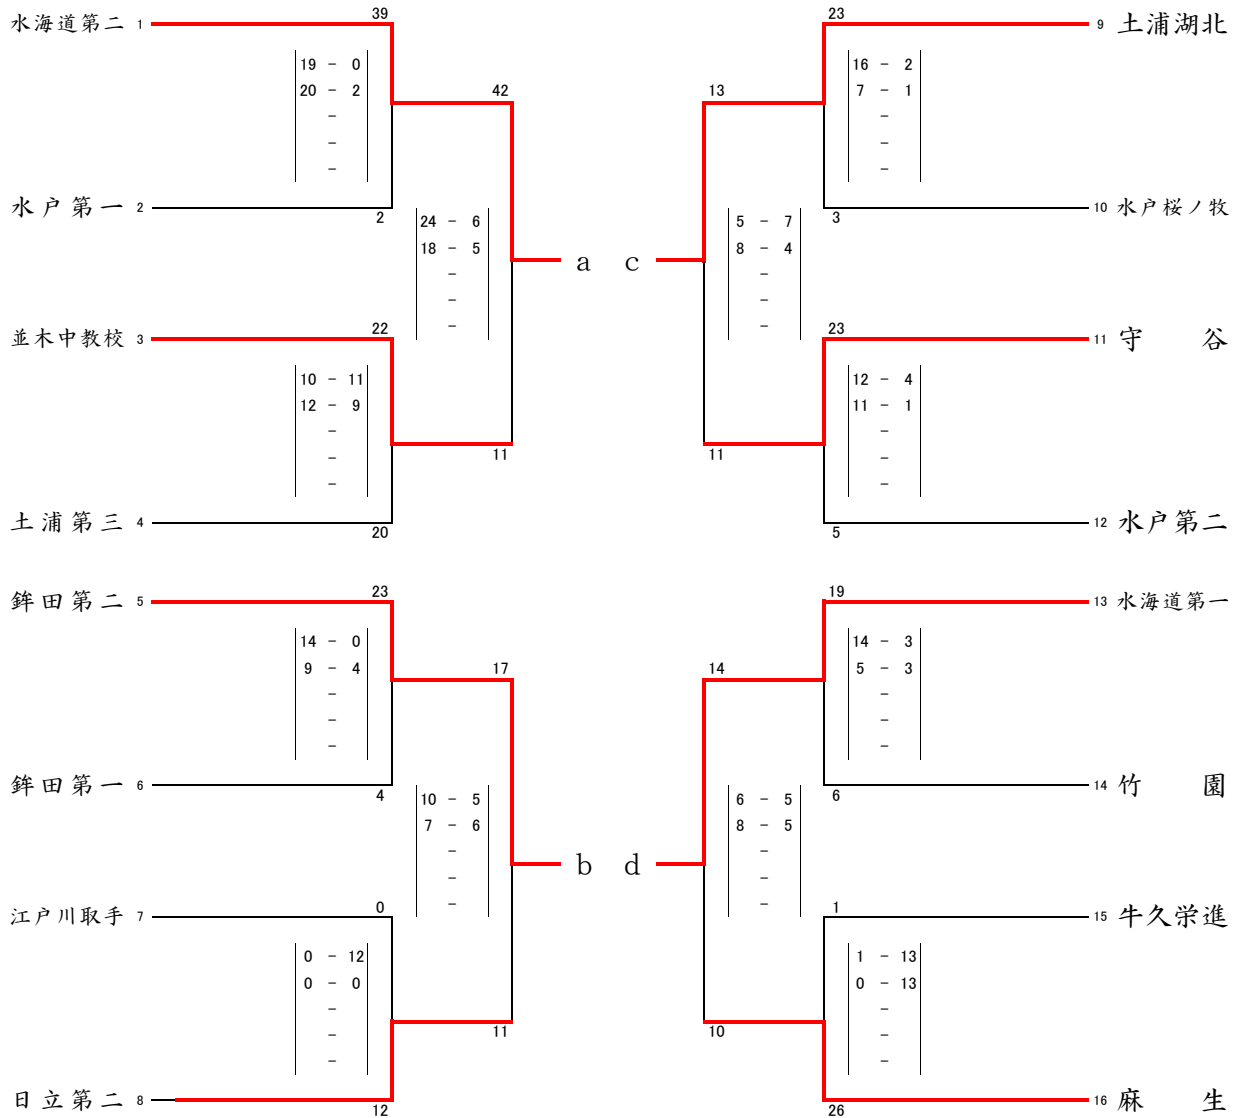 39 23
水海道第二 1 9 土浦湖北
19 - 0 16 - 2
20 - 2 42 13 7 - 1
- -
- -
- -
水戸第一 2 10 水戸桜ノ牧
2 3
24 - 6 5 - 7
18 - 5 8 - 4
a c
- -
- -
- -
22 23
並木中教校 3 11 守 谷
10 - 11 12 - 4
12 - 9 11 - 1
- -
- -
- -
11 11
土浦第三 4 12 水戸第二
20 5
23 19
鉾田第二 5 13 水海道第一
14 - 0 14 - 3
9 - 4 17 14 5 - 3
- -
- -
- -
鉾田第一 6 14 竹 園
4 6
10 - 5 6 - 5
7 - 6 8 - 5
- -
b d
- -
- -
0 1
江戸川取手 7 15 牛久栄進
0 - 12 1 - 13
0 - 0 0 - 13
- -
- -
- -
11 10
日立第二 8 16 麻 生
12 26